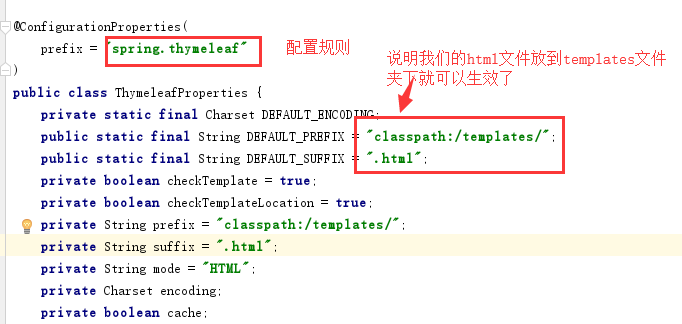 @ConfigurationProperties(
prefix = "spring.thymeleaf"
配置规则
)
说明我们的html文件放到templates文件
夹下就可以生效了
public class ThymeleafProperties {
private static final Charset DEFAULT_ENCODING;
public static final String DEFAULT_PREFIX = "classpath:/templates/";
public static final String DEFAULT_SUFFIX = ".html";
private boolean checkTemplate = true;
private boolean checkTemplateLocation = true;
private String prefix = "classpath:/templates/";
private String suffix = ".html";
private String mode = "HTML";
private Charset encoding;
private boolean cache;